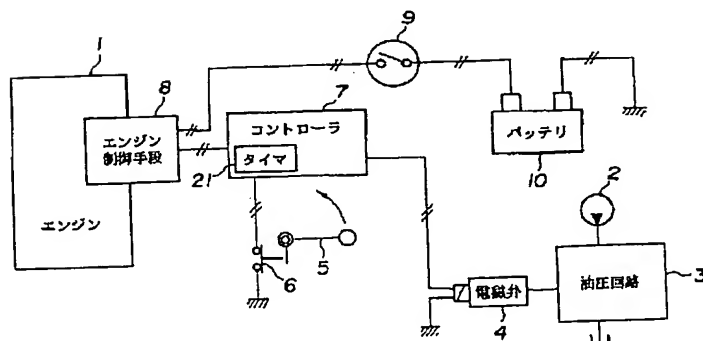 1
9
8
7
エンジン
制御手段
コントローラ
タイマ
21
バッテリ
10
2
エンジン
5
6
電磁弁
4
油圧回路
3